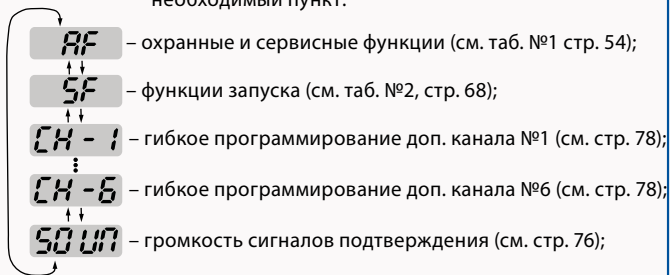 необходимый пункт.
AF – охранные и сервисные функции (см. таб. №1 стр. 54);
SF – функции запуска (см. таб. №2, стр. 68);
CH - 1 – гибкое программирование доп. канала №1 (см. стр. 78);
CH - 6 – гибкое программирование доп. канала №6 (см. стр. 78);
SOUN – громкость сигналов подтверждения (см. стр. 76);